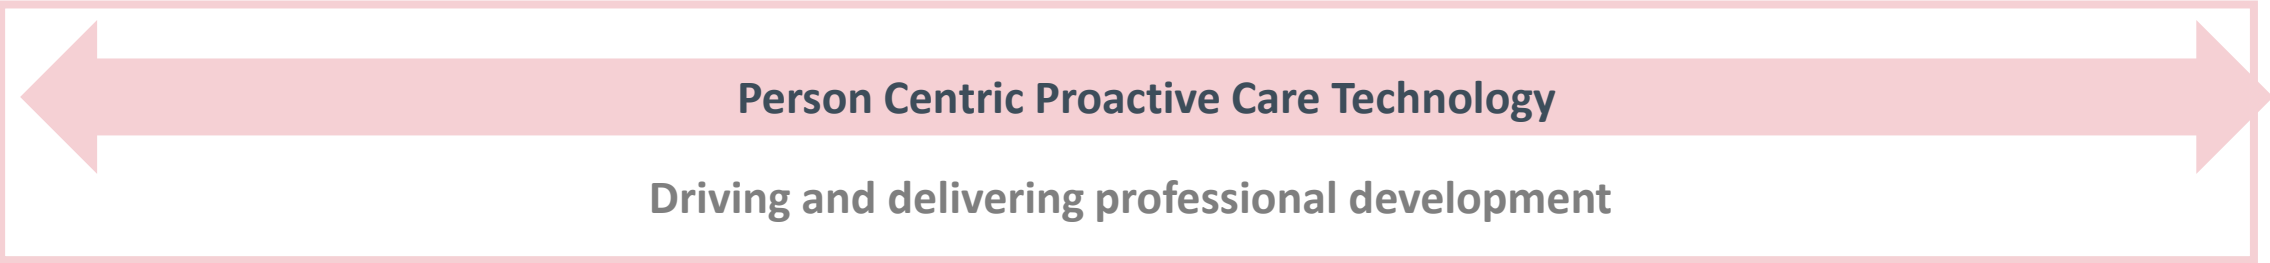 Person Centric Proactive Care Technology
Driving and delivering professional development